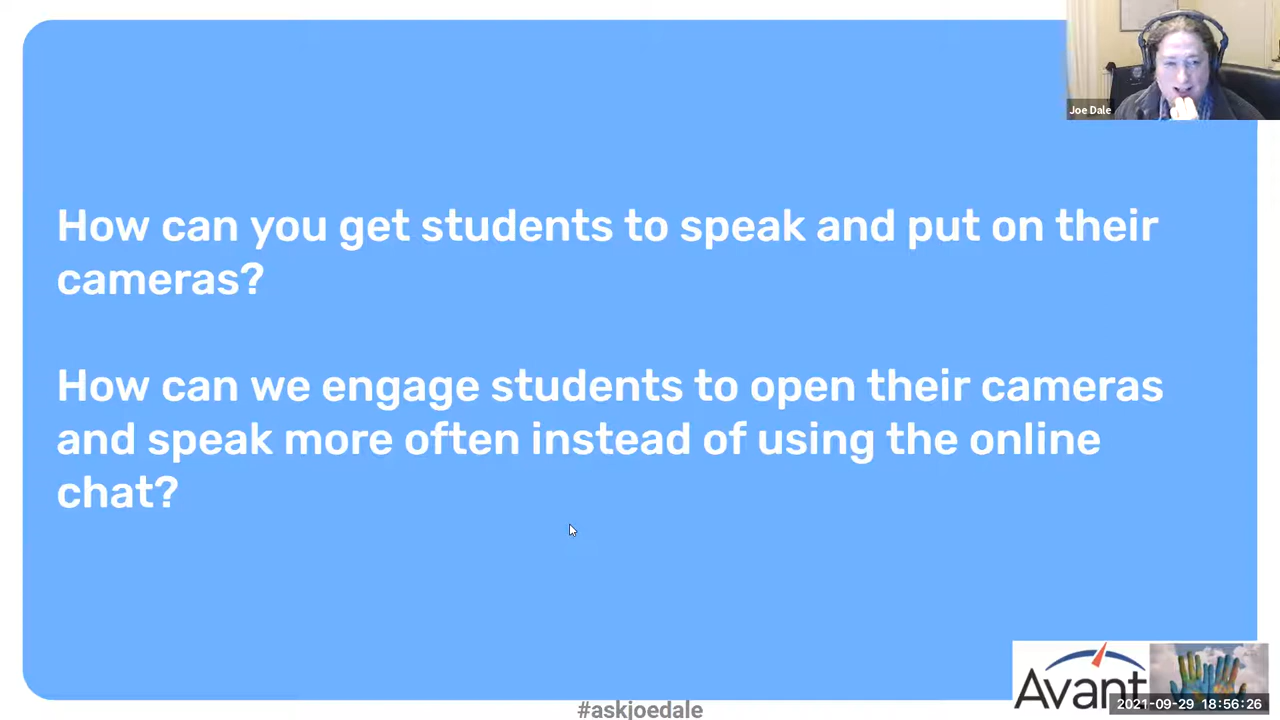 Joe Dale
How can you get students to speak and put on their
cameras?
How can we engage students to open their cameras
and speak more often instead of using the online
chat?
Avant
2021-09-29 18:56:26
#askjoedale